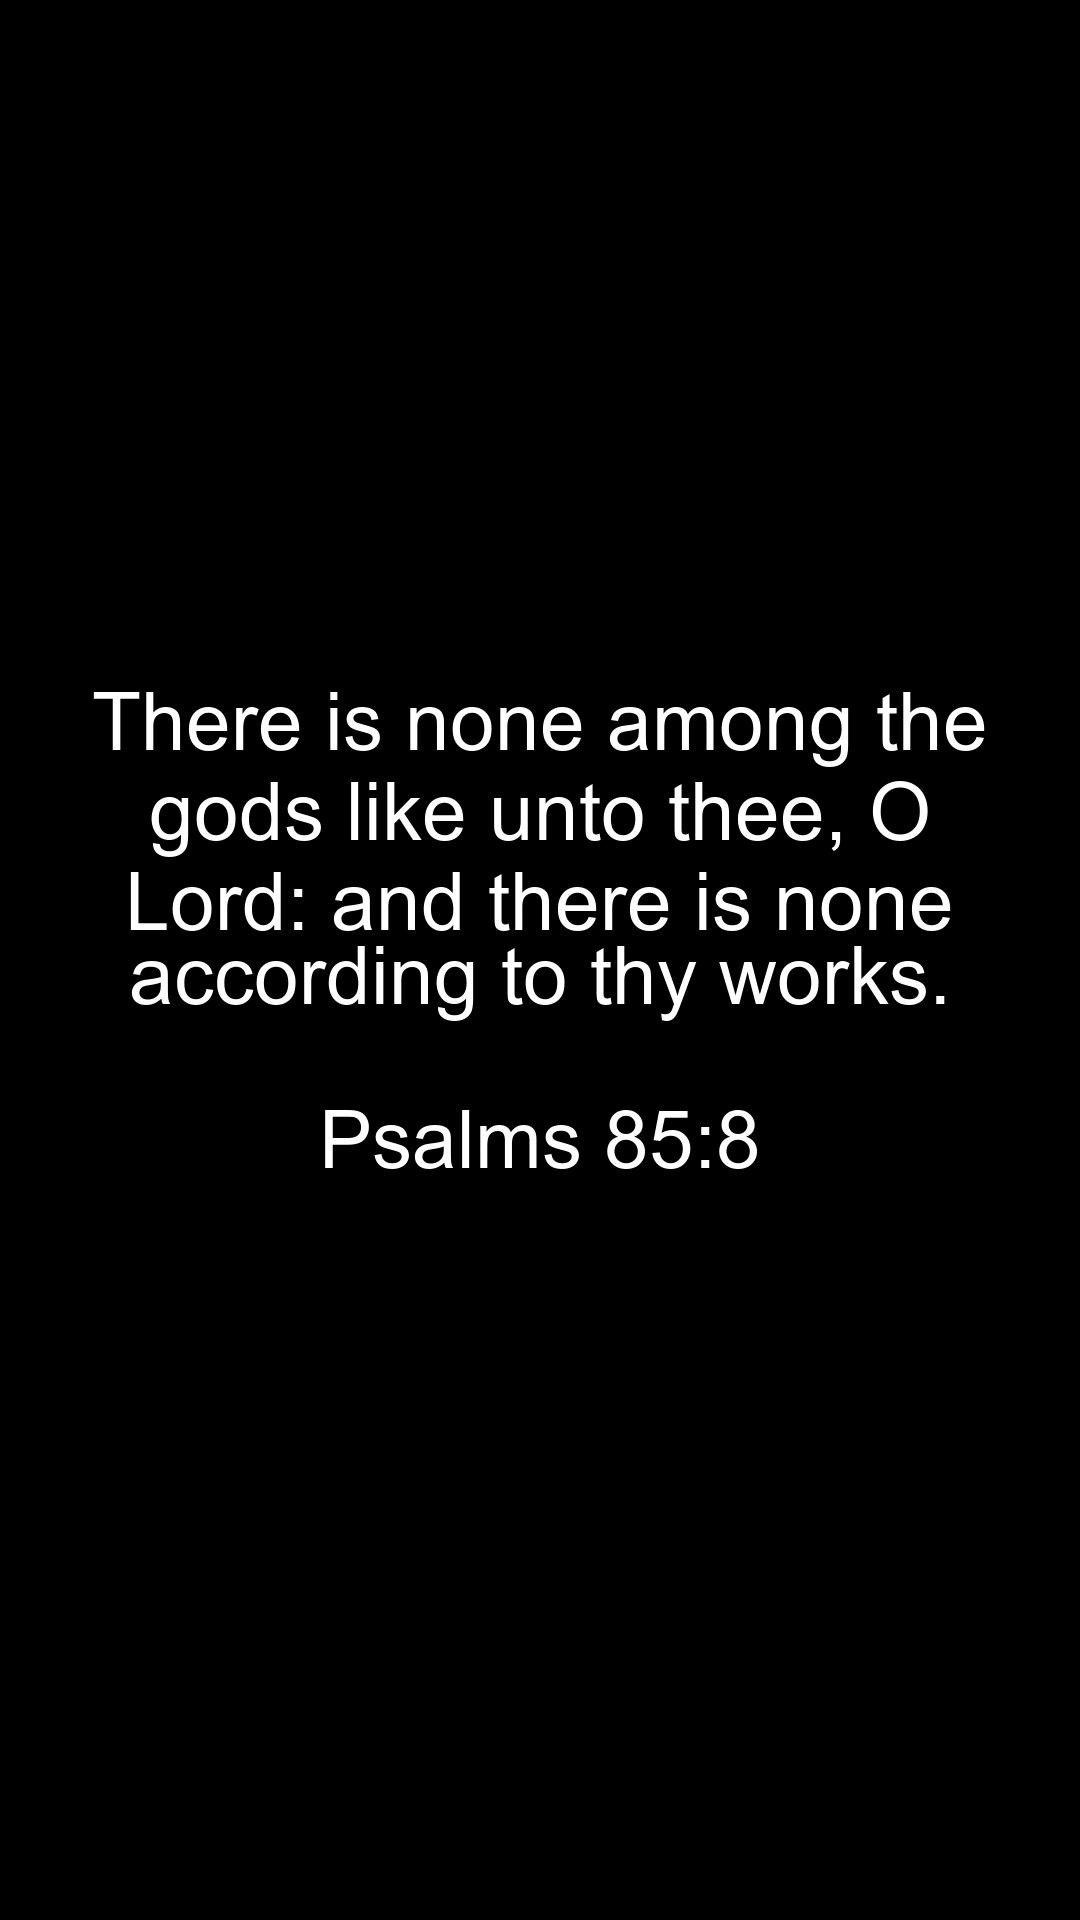 There is none among the
gods like unto thee, O
Lord: and there is none
according to thy works.
Psalms 85:8